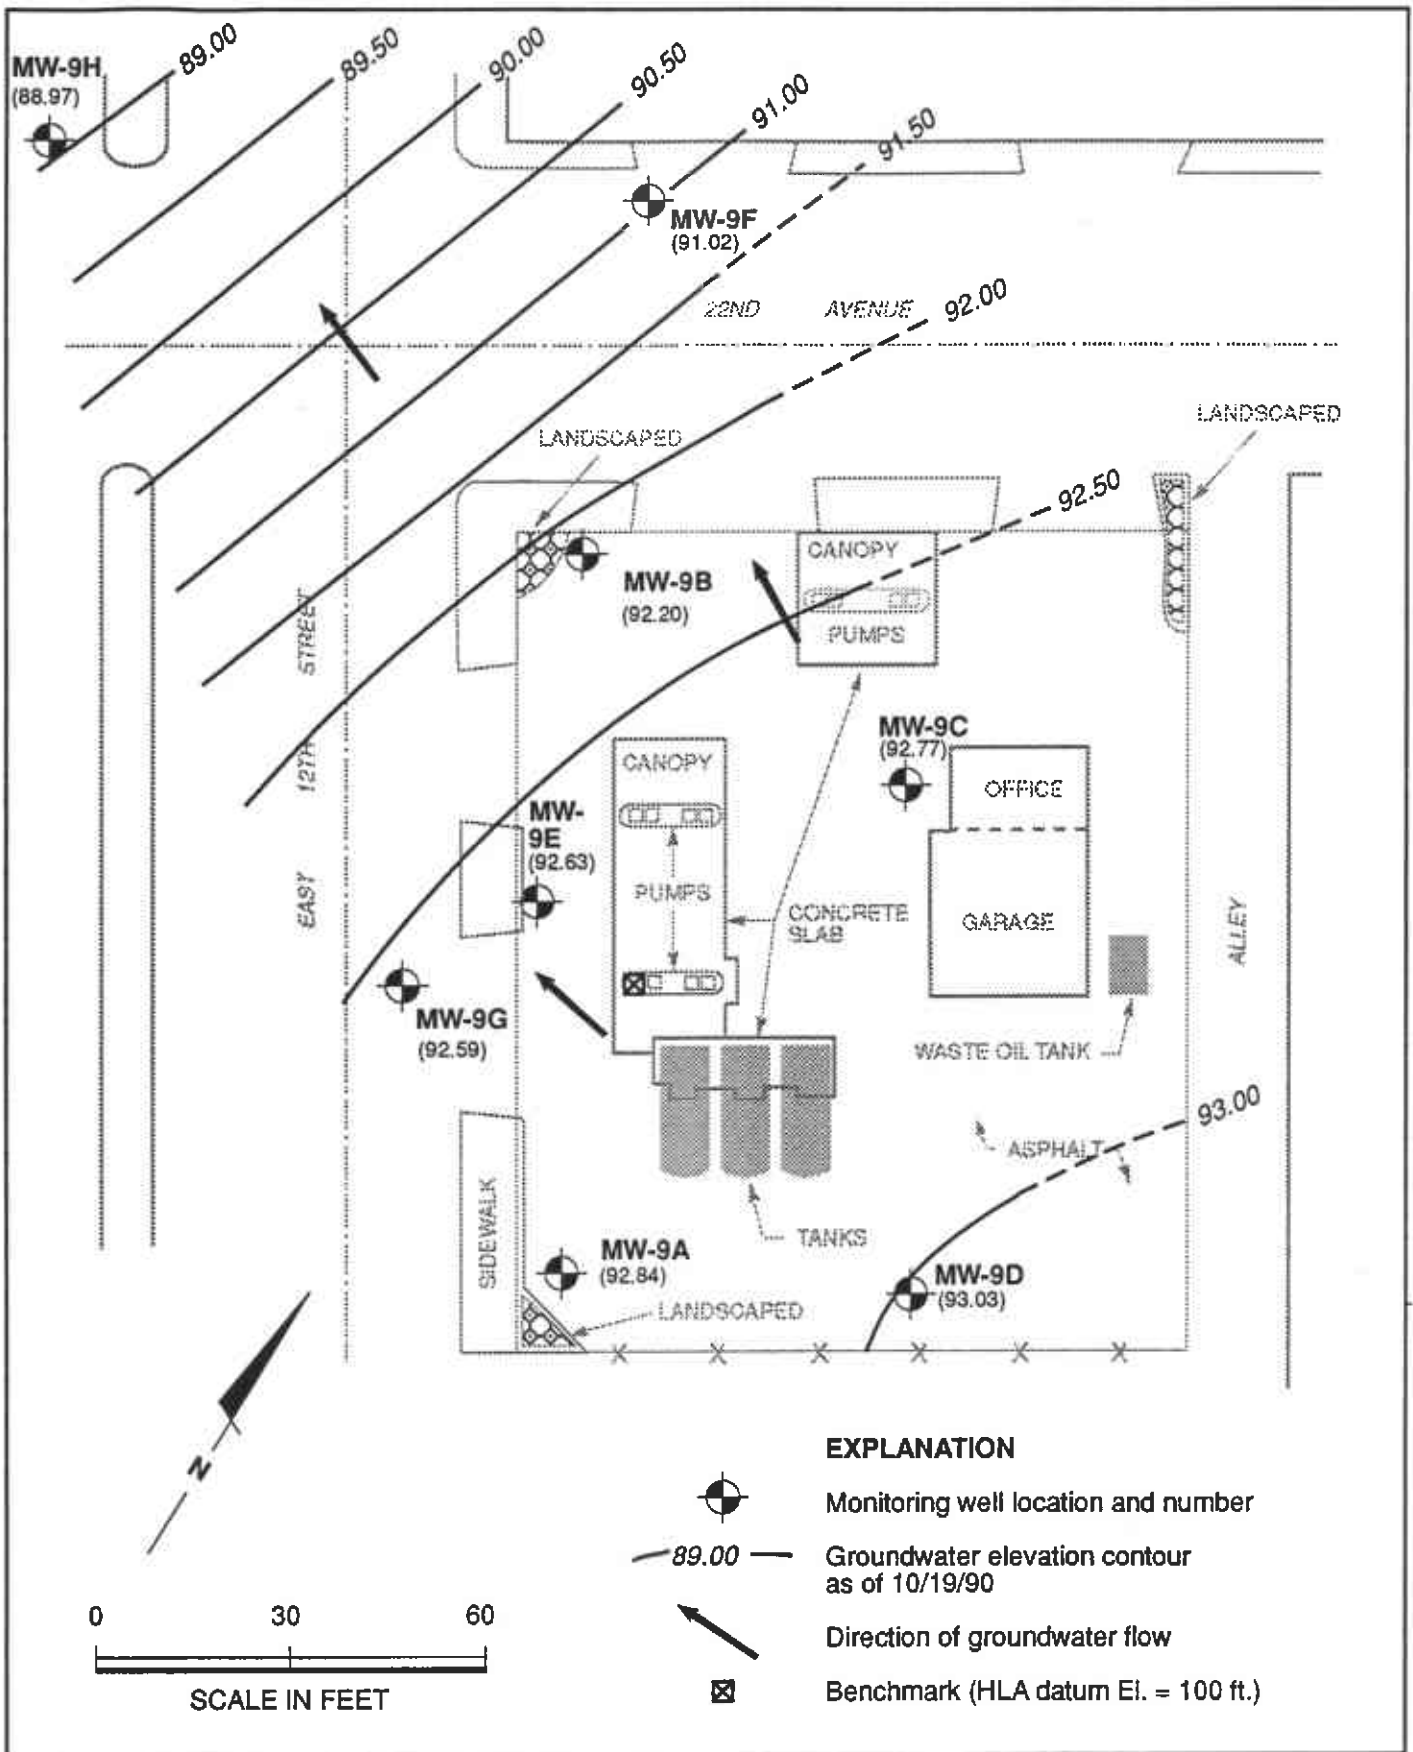 89.00
89.50
90.00
90.50
91.00
91.50
MW-9H
(88.97)
MW-9F
(91.02)
22ND AVENUE
92.00
LANDSCAPED
LANDSCAPED
92.50
CANOPY
MW-9B
(92.20)
PUMPS
EAST 12TH STREET
MW-9C
(92.77)
CANOPY
OFFICE
MW-
9E
(92.63)
PUMPS
CONCRETE
SLAB
GARAGE
ALLEY
MW-9G
(92.59)
WASTE OIL TANK
93.00
ASPHALT
SIDEWALK
TANKS
MW-9A
(92.84)
MW-9D
(93.03)
LANDSCAPED
X X X X X X
N
EXPLANATION
Monitoring well location and number
89.00
Groundwater elevation contour
as of 10/19/90
Direction of groundwater flow
Benchmark (HLA datum El. = 100 ft.)
0 30 60
SCALE IN FEET